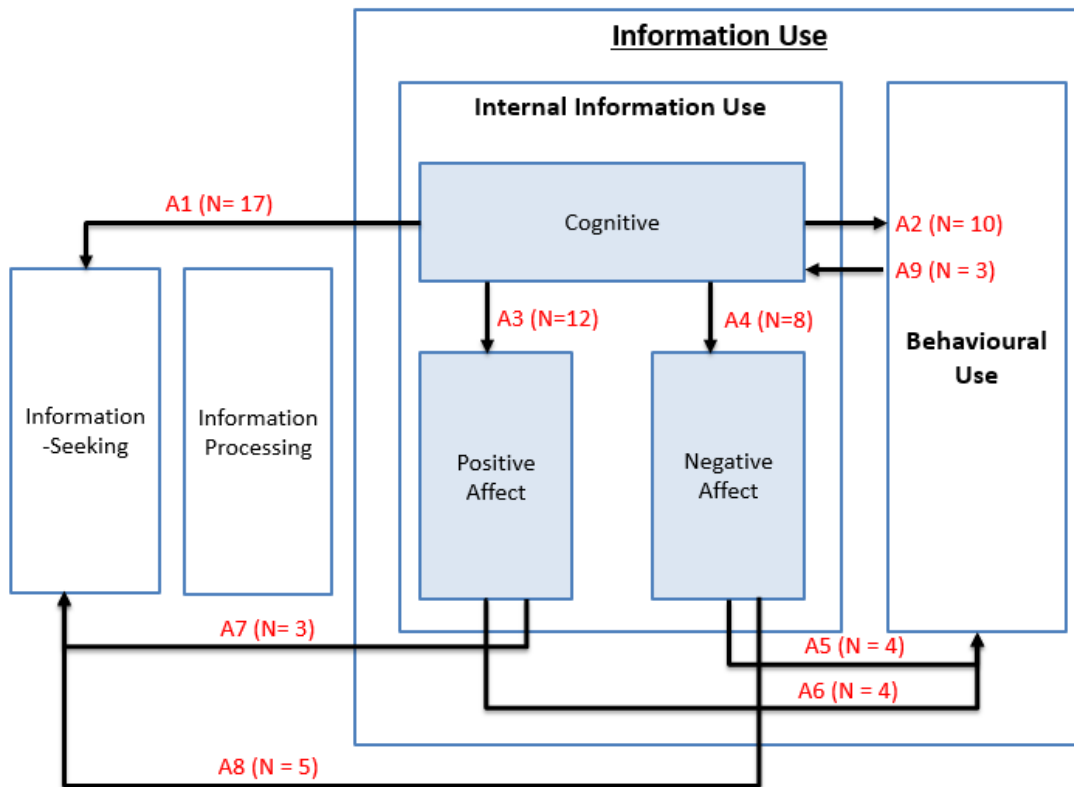 Information Use
Internal Information Use
Cognitive
A1 (N= 17)
A2 (N= 10)
A9 (N = 3)
A3 (N=12)
A4 (N=8)
Behavioural
Use
Information
-Seeking
Information
Processing
Positive
Affect
Negative
Affect
A7 (N= 3)
A5 (N = 4)
A6 (N = 4)
A8 (N = 5)